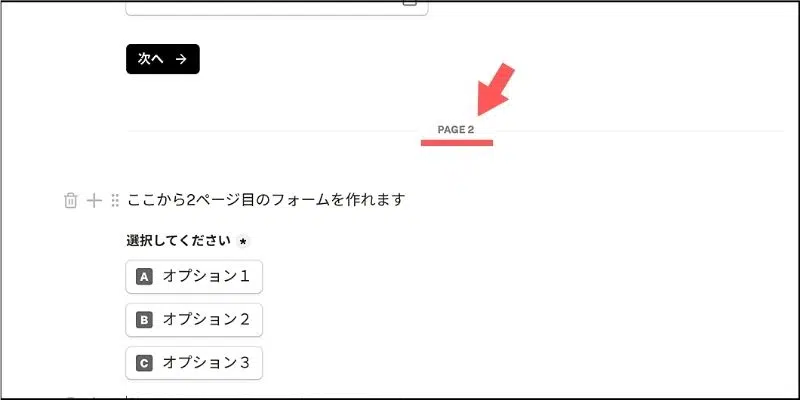 次へ →
PAGE 2
ここから2ページ目のフォームを作れます
選択してください *
A オプション1
B オプション2
C オプション3